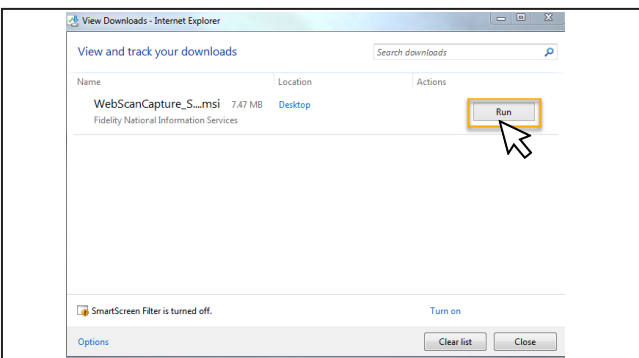 View Downloads - Internet Explorer
View and track your downloads
Search downloads
Name Location Actions
WebScanCapture_S....msi 7.47 MB Desktop Run
Fidelity National Information Services
SmartScreen Filter is turned off. Turn on
Options Clear list Close